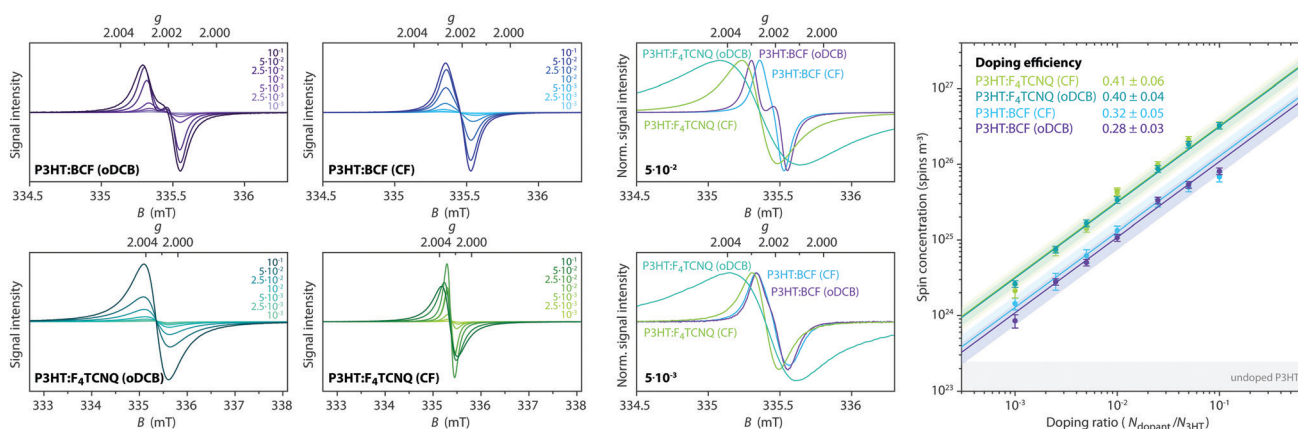 g
2.004 2.002 2.000
Signal intensity
10⁻¹
5·10⁻²
2.5·10⁻²
10⁻²
5·10⁻³
2.5·10⁻³
10⁻³
P3HT:BCF (oDCB)
334.5 335 336
B (mT)
g
2.004 2.002 2.000
Signal intensity
10⁻¹
5·10⁻²
2.5·10⁻²
10⁻²
5·10⁻³
2.5·10⁻³
10⁻³
P3HT:BCF (CF)
334.5 335 336
B (mT)
g
2.004 2.002 2.000
Norm. signal intensity
P3HT:F₄TCNQ (oDCB)
P3HT:BCF (oDCB)
P3HT:BCF (CF)
P3HT:F₄TCNQ (CF)
5·10⁻²
334.5 335 336
B (mT)
g
2.004 2.000
Signal intensity
10⁻¹
5·10⁻²
2.5·10⁻²
10⁻²
5·10⁻³
2.5·10⁻³
10⁻³
P3HT:F₄TCNQ (oDCB)
333 334 335 336 337 338
B (mT)
g
2.004 2.000
Signal intensity
10⁻¹
5·10⁻²
2.5·10⁻²
10⁻²
5·10⁻³
2.5·10⁻³
10⁻³
P3HT:F₄TCNQ (CF)
333 334 335 336 337 338
B (mT)
g
2.004 2.002 2.000
Norm. signal intensity
P3HT:F₄TCNQ (oDCB)
P3HT:BCF (CF)
P3HT:BCF (oDCB)
P3HT:F₄TCNQ (CF)
5·10⁻³
334.5 335 336
B (mT)
Spin concentration (spins m⁻³)
10²⁷
10²⁶
10²⁵
10²⁴
10²³
Doping efficiency
P3HT:F₄TCNQ (CF) 0.41 ± 0.06
P3HT:F₄TCNQ (oDCB) 0.40 ± 0.04
P3HT:BCF (CF) 0.32 ± 0.05
P3HT:BCF (oDCB) 0.28 ± 0.03
undoped P3HT
10⁻³ 10⁻² 10⁻¹
Doping ratio (N_dopant/N_3HT)